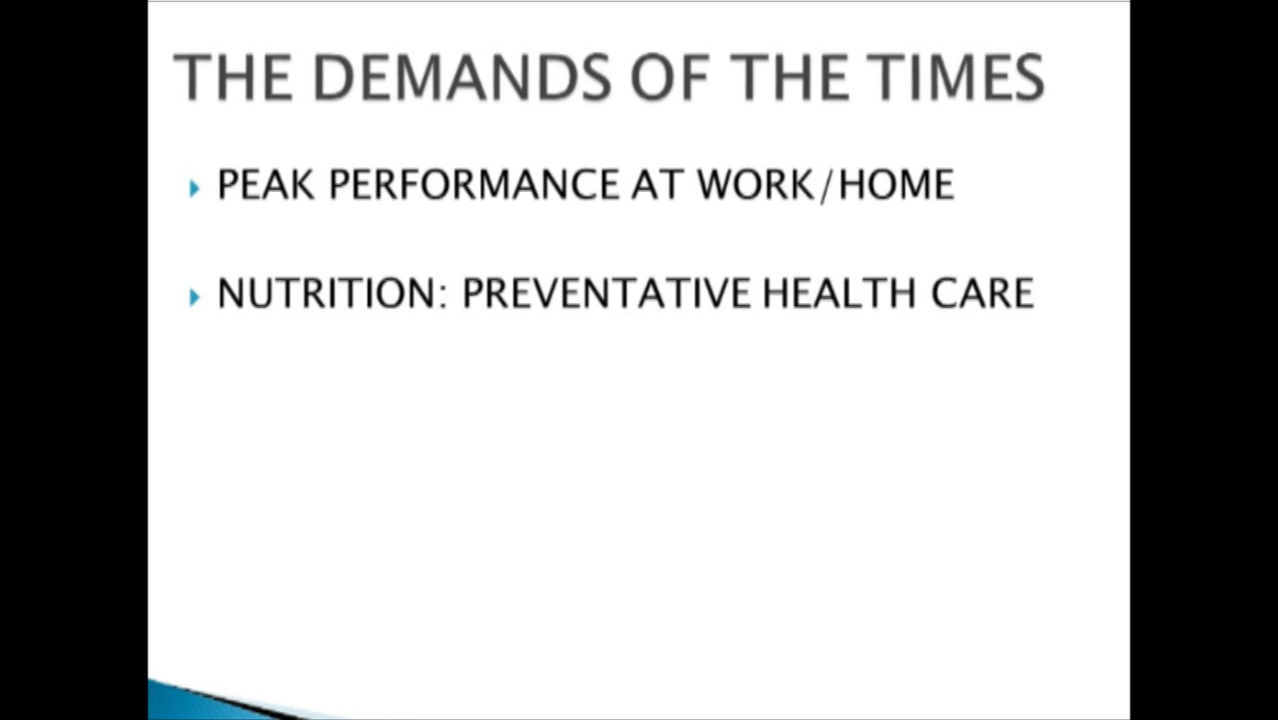 THE DEMANDS OF THE TIMES
PEAK PERFORMANCE AT WORK/HOME
NUTRITION: PREVENTATIVE HEALTH CARE